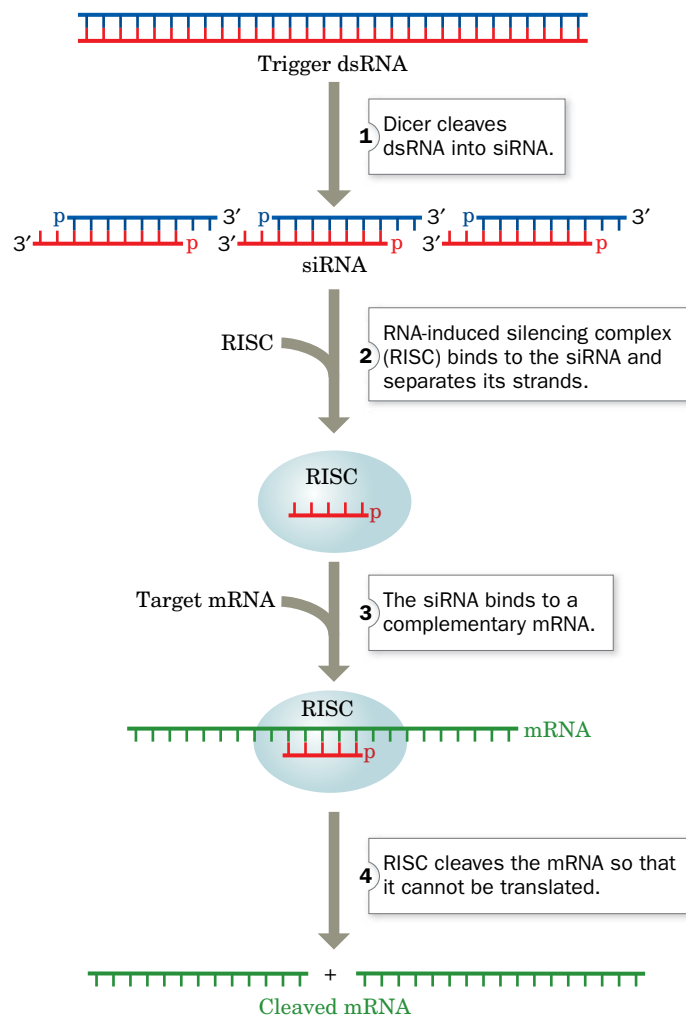 Trigger dsRNA
1 Dicer cleaves
dsRNA into siRNA.
p 3′ p 3′ p 3′
3′ p 3′ p 3′ p
siRNA
RISC
2 RNA-induced silencing complex
(RISC) binds to the siRNA and
separates its strands.
RISC
p
Target mRNA
3 The siRNA binds to a
complementary mRNA.
RISC
mRNA
p
4 RISC cleaves the mRNA so that
it cannot be translated.
+
Cleaved mRNA